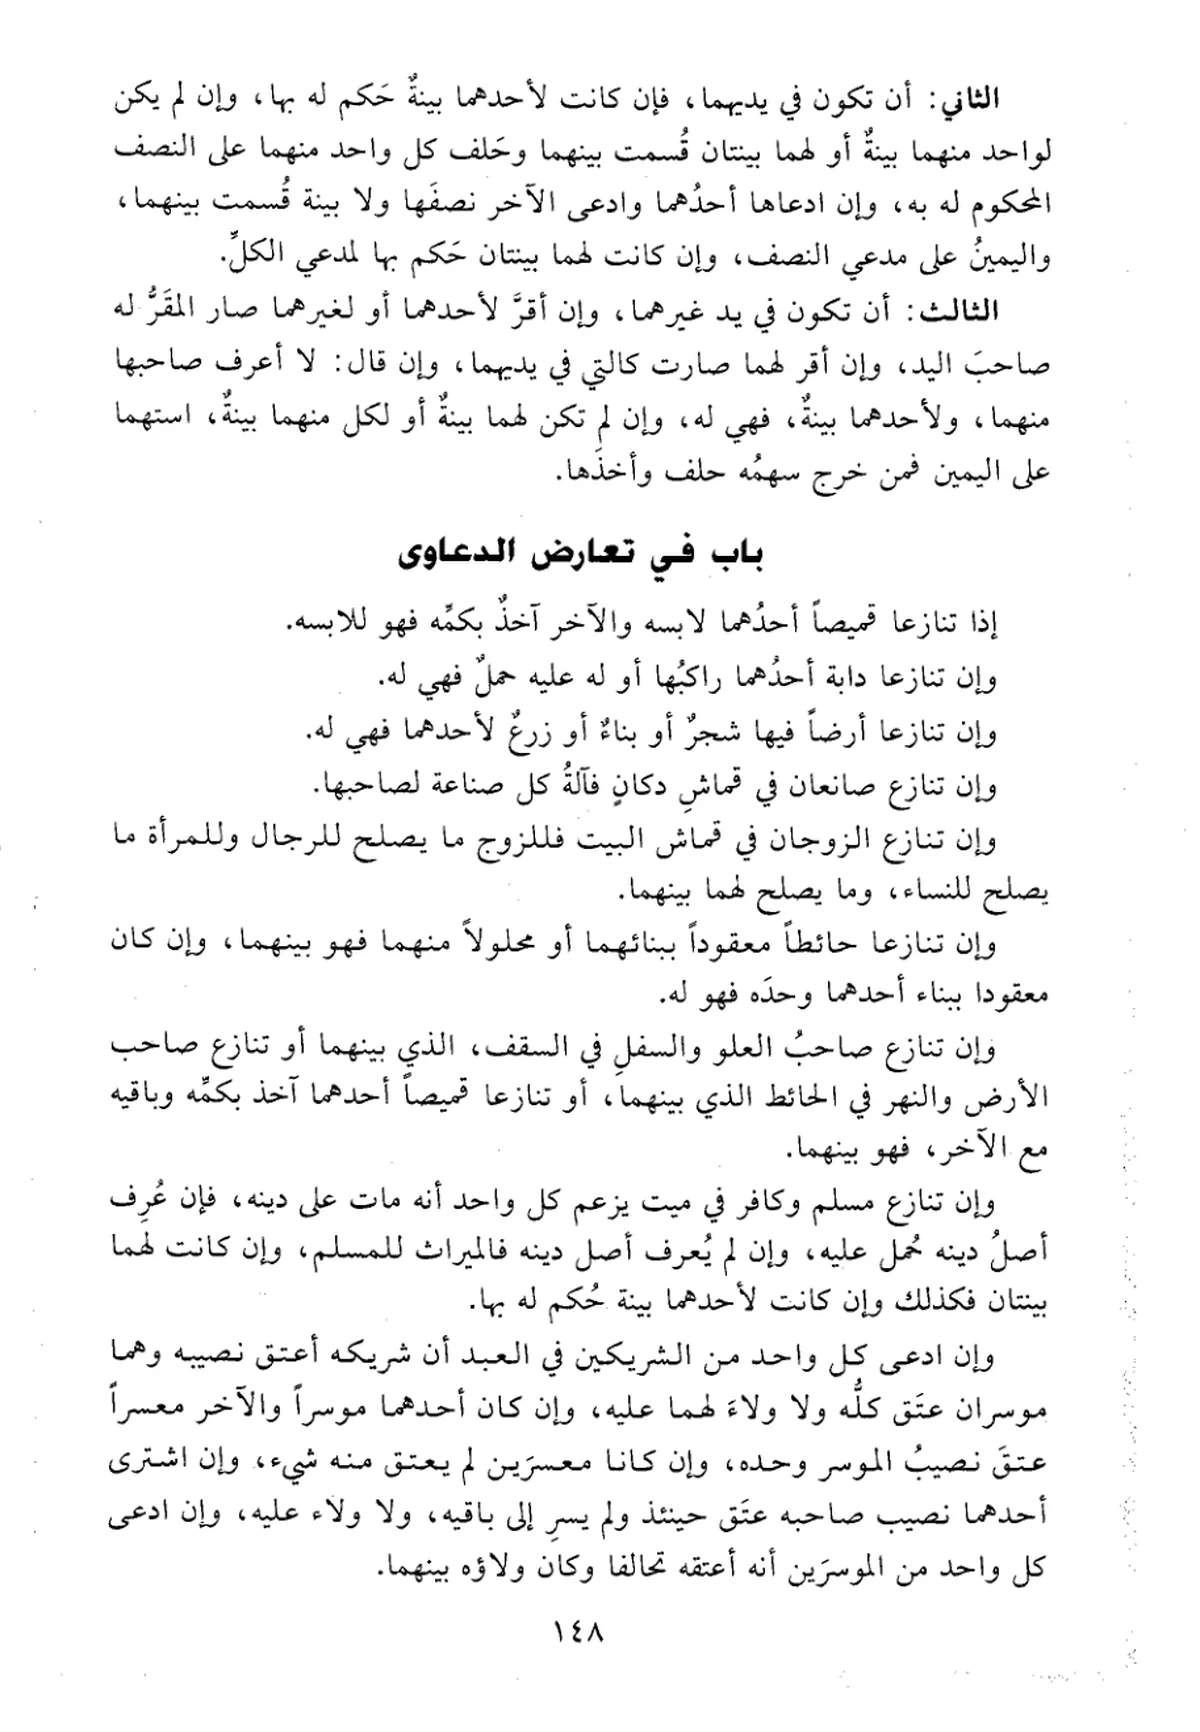 الثاني: أن تكون في يديهما، فإن كانت لأحدهما بينةٌ حَكم له بها، وإن لم يكن
لواحد منهما بينةٌ أو لهما بينتان قُسمت بينهما وحَلف كل واحد منهما على النصف
المحكوم له به، وإن ادعاها أحدُهما وادعى الآخر نصفَها ولا بينة قُسمت بينهما،
واليمينُ على مدعي النصف، وإن كانت لهما بينتان حَكم بها لمدعي الكلِّ.
الثالث: أن تكون في يد غيرهما، وإن أقرَّ لأحدهما أو لغيرهما صار المقَرُّ له
صاحبَ اليد، وإن أقر لهما صارت كالتي في يديهما، وإن قال: لا أعرف صاحبها
منهما، ولأحدهما بينةٌ، فهي له، وإن لم تكن لهما بينةٌ أو لكل منهما بينةٌ، استهما
على اليمين فمن خرج سهمُه حلف وأخذَها.
باب في تعارض الدعاوى
إذا تنازعا قميصاً أحدُهما لابسه والآخر آخذٌ بكمِّه فهو للابسه.
وإن تنازعا دابة أحدُهما راكبُها أو له عليه حملٌ فهي له.
وإن تنازعا أرضاً فيها شجرٌ أو بناءٌ أو زرعٌ لأحدهما فهي له.
وإن تنازع صانعان في قماشِ دكانٍ فآلةُ كل صناعة لصاحبها.
وإن تنازع الزوجان في قماش البيت فللزوج ما يصلح للرجال وللمرأة ما
يصلح للنساء، وما يصلح لهما بينهما.
وإن تنازعا حائطاً معقوداً ببنائهما أو محلولاً منهما فهو بينهما، وإن كان
معقودا ببناء أحدهما وحدَه فهو له.
وإن تنازع صاحبُ العلو والسفلِ في السقف، الذي بينهما أو تنازع صاحب
الأرض والنهر في الحائط الذي بينهما، أو تنازعا قميصاً أحدهما آخذ بكمِّه وباقيه
مع الآخر، فهو بينهما.
وإن تنازع مسلم وكافر في ميت يزعم كل واحد أنه مات على دينه، فإن عُرِف
أصلُ دينه حُمل عليه، وإن لم يُعرف أصل دينه فالميراث للمسلم، وإن كانت لهما
بينتان فكذلك وإن كانت لأحدهما بينة حُكم له بها.
وإن ادعى كل واحد من الشريكين في العبد أن شريكه أعتق نصيبه وهما
موسران عتَق كلُّه ولا ولاءَ لهما عليه، وإن كان أحدهما موسراً والآخر معسراً
عتقَ نصيبُ الموسر وحده، وإن كانا معسرَين لم يعتق منه شيء، وإن اشترى
أحدهما نصيب صاحبه عتَق حينئذ ولم يسرِ إلى باقيه، ولا ولاء عليه، وإن ادعى
كل واحد من الموسرَين أنه أعتقه تحالفا وكان ولاؤه بينهما.
١٤٨